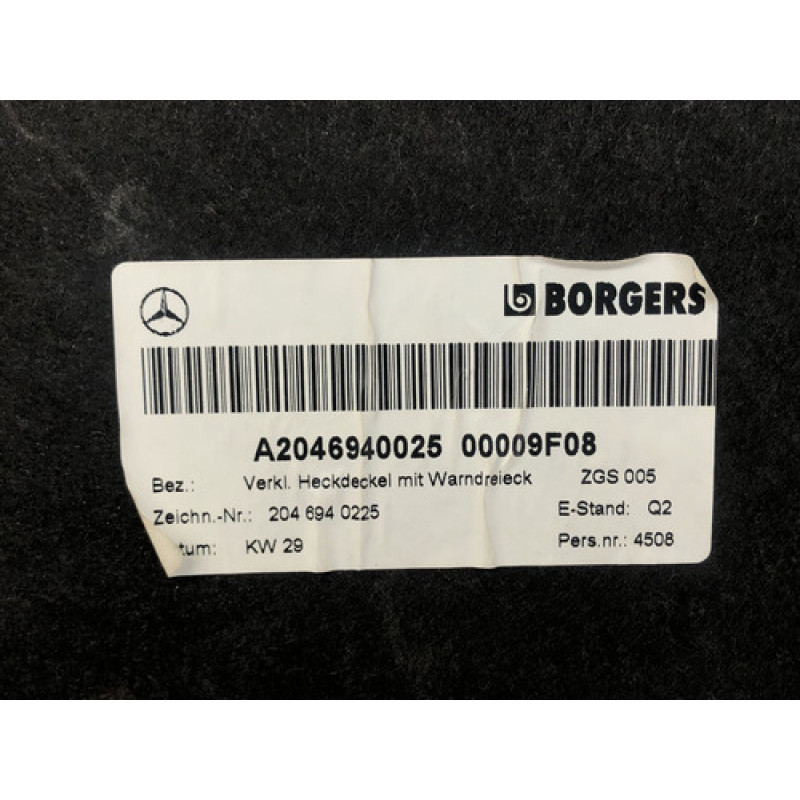 BORGERS
A2046940025 00009F08
Bez.: Verkl. Heckdeckel mit Warndreieck ZGS 005
Zeichn.-Nr.: 204 694 0225 E-Stand: Q2
tum: KW 29 Pers.nr.: 4508